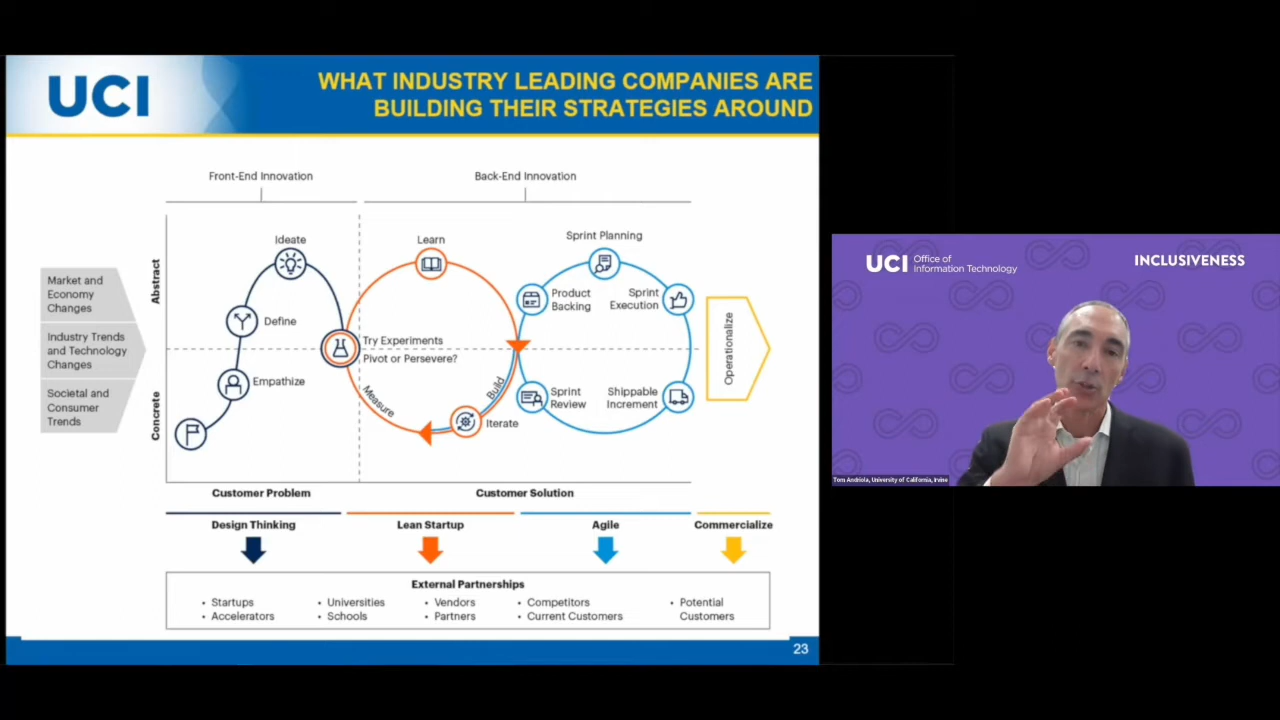 UCI
WHAT INDUSTRY LEADING COMPANIES ARE
BUILDING THEIR STRATEGIES AROUND
Front-End Innovation
Back-End Innovation
Market and
Economy
Changes
Industry Trends
and Technology
Changes
Societal and
Consumer
Trends
Abstract
Concrete
Ideate
Define
Empathize
Learn
Try Experiments
Pivot or Persevere?
Measure
Build
Iterate
Sprint Planning
Product
Backing
Sprint
Execution
Sprint
Review
Shippable
Increment
Operationalize
Customer Problem
Customer Solution
Design Thinking
Lean Startup
Agile
Commercialize
External Partnerships
• Startups
• Accelerators
• Universities
• Schools
• Vendors
• Partners
• Competitors
• Current Customers
• Potential
Customers
23
UCI Office of
Information Technology
INCLUSIVENESS
Tom Andriola, University of California, Irvine